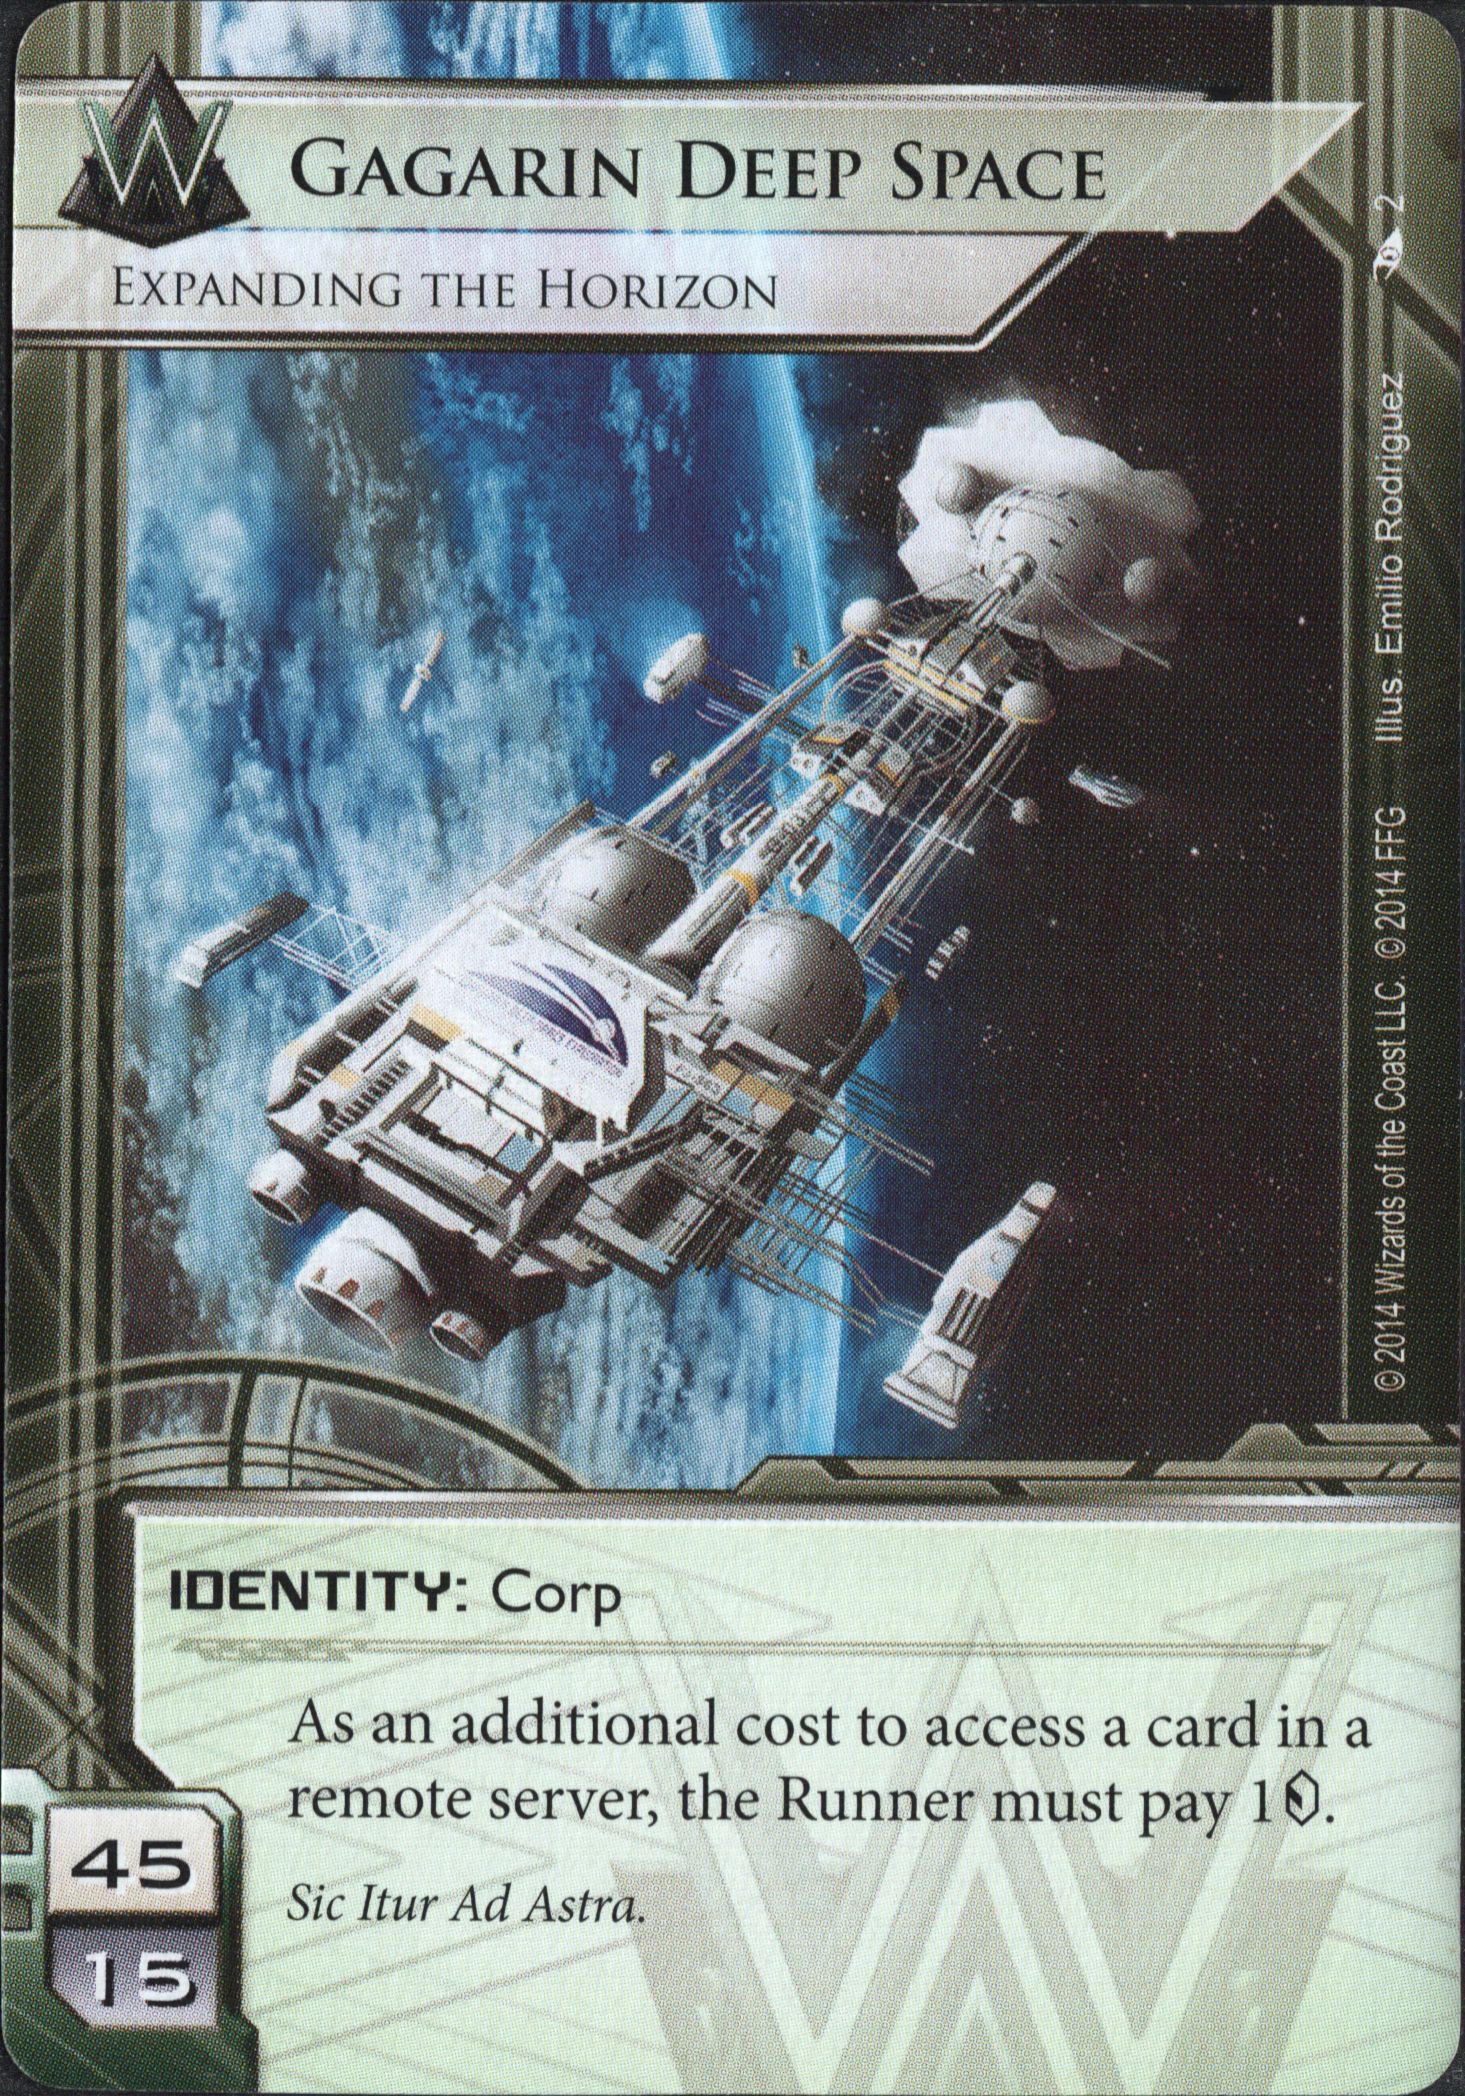 W
GAGARIN DEEP SPACE
EXPANDING THE HORIZON
IDENTITY: Corp
As an additional cost to access a card in a
remote server, the Runner must pay 1.
Sic Itur Ad Astra.
45
15
© 2014 Wizards of the Coast LLC. © 2014 FFG Illus. Emilio Rodriguez 2